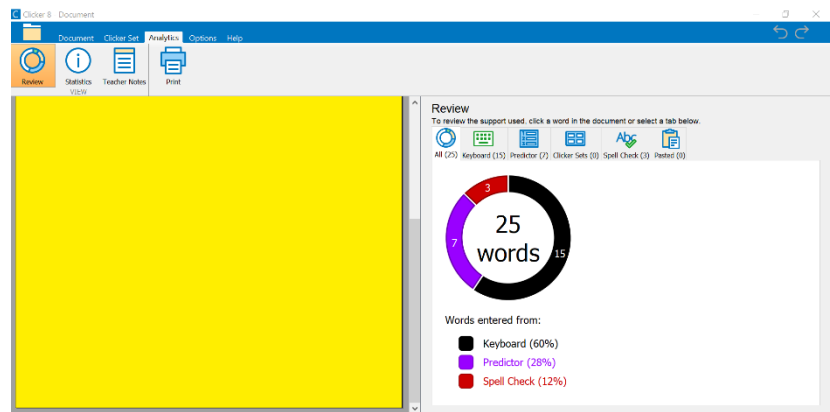 Clicker 8 Document
Document Clicker Set Analytics Options Help
Review Statistics Teacher Notes Print
VIEW
Review
To review the support used, click a word in the document or select a tab below.
Abc
All (25) Keyboard (15) Predictor (7) Clicker Sets (0) Spell Check (3) Pasted (0)
3
25
7
words
15
Words entered from:
Keyboard (60%)
Predictor (28%)
Spell Check (12%)